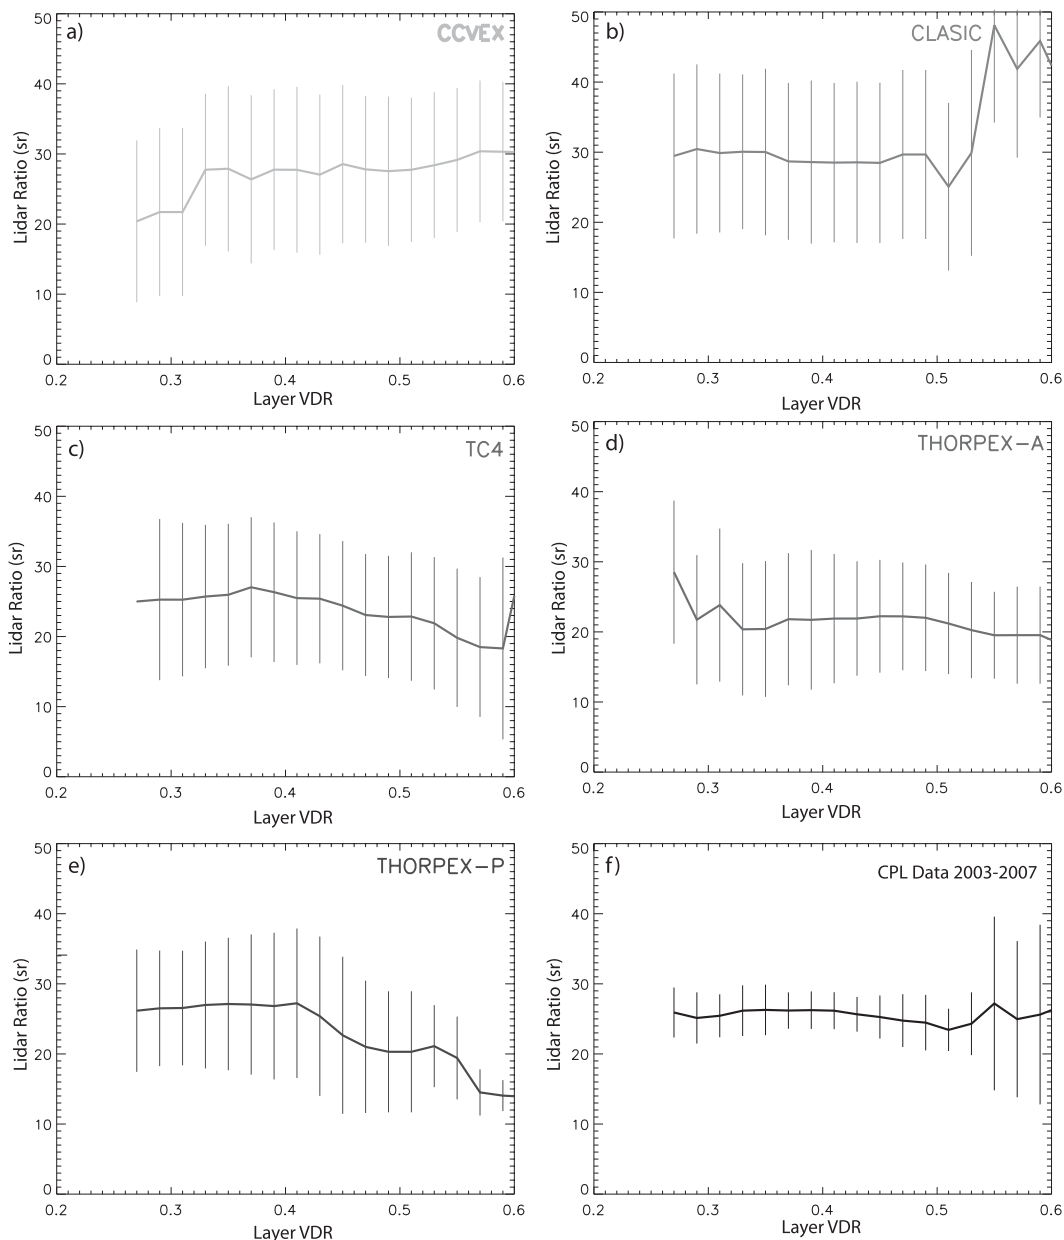 a)
CCVEX
50
40
30
20
10
0
Lidar Ratio (sr)
0.2 0.3 0.4 0.5 0.6
Layer VDR
b)
CLASIC
50
40
30
20
10
0
Lidar Ratio (sr)
0.2 0.3 0.4 0.5 0.6
Layer VDR
c)
TC4
50
40
30
20
10
0
Lidar Ratio (sr)
0.2 0.3 0.4 0.5 0.6
Layer VDR
d)
THORPEX-A
50
40
30
20
10
0
Lidar Ratio (sr)
0.2 0.3 0.4 0.5 0.6
Layer VDR
e)
THORPEX-P
50
40
30
20
10
0
Lidar Ratio (sr)
0.2 0.3 0.4 0.5 0.6
Layer VDR
f)
CPL Data 2003-2007
50
40
30
20
10
0
Lidar Ratio (sr)
0.2 0.3 0.4 0.5 0.6
Layer VDR